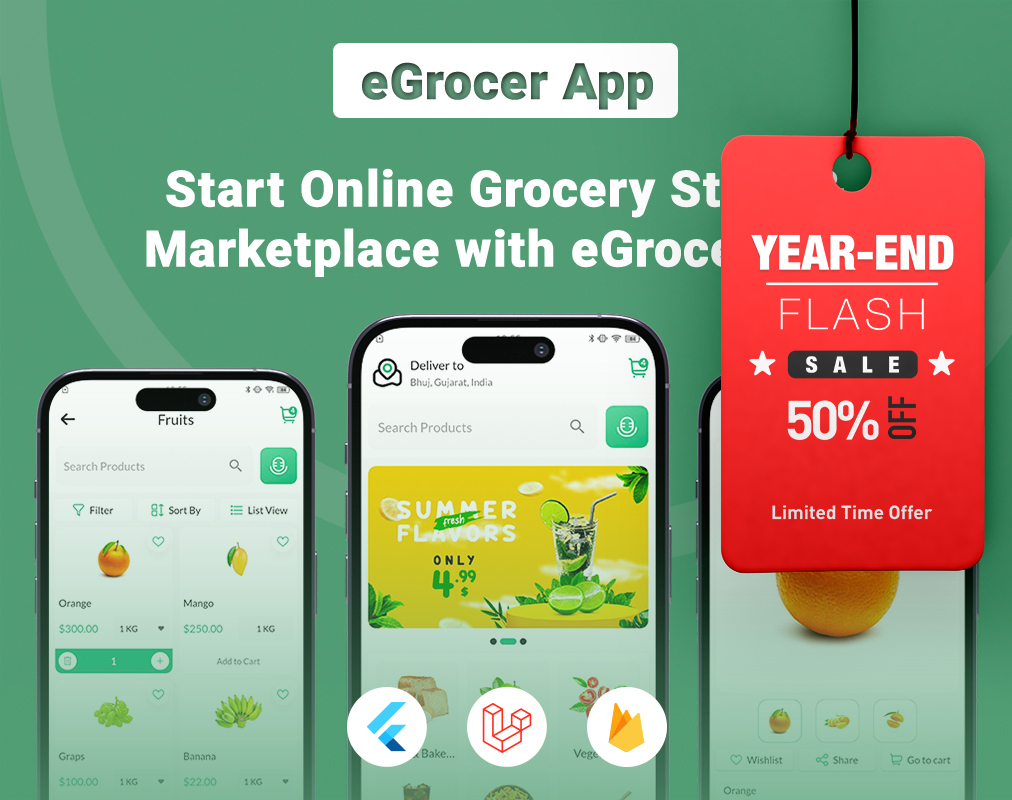 eGrocer App
Start Online Grocery St
Marketplace with eGroce
YEAR-END
FLASH
SALE
50% OFF
Limited Time Offer
Fruits
Search Products
Filter
Sort By
List View
Orange
Mango
$300.00 1 KG
$250.00 1 KG
1
Add to Cart
Graps
Banana
$100.00 1 KG
$22.00 1 KG
Deliver to
Bhuj, Gujarat, India
Search Products
SUMMER
fresh
FLAVORS
ONLY
4.99
$
& Bake...
Vege
Wishlist
Share
Go to cart
Orange